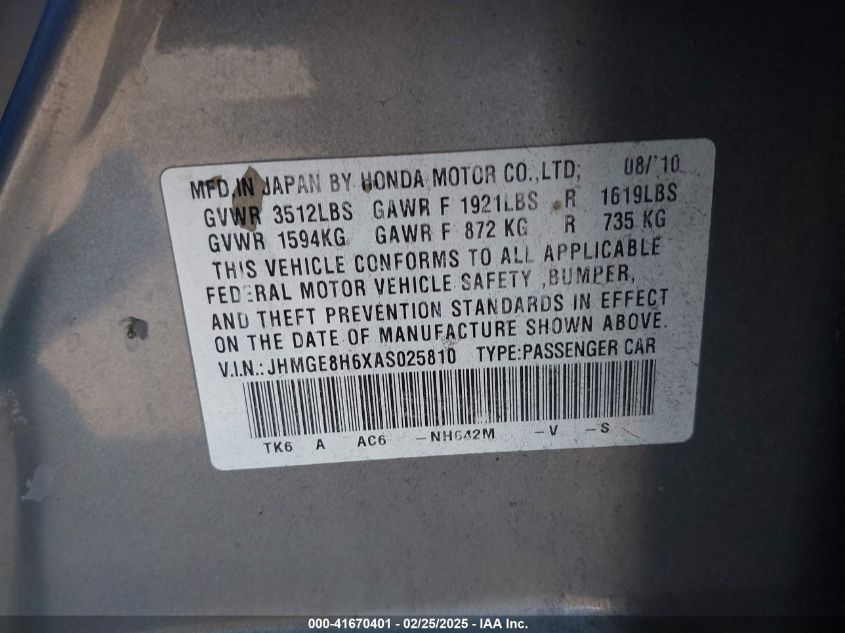 MFD.IN JAPAN BY HONDA MOTOR CO.,LTD; 08/'10
GVWR 3512LBS GAWR F 1921LBS R 1619LBS
GVWR 1594KG GAWR F 872 KG R 735 KG
THIS VEHICLE CONFORMS TO ALL APPLICABLE
FEDERAL MOTOR VEHICLE SAFETY ,BUMPER,
AND THEFT PREVENTION STANDARDS IN EFFECT
ON THE DATE OF MANUFACTURE SHOWN ABOVE.
V.I.N.: JHMGE8H6XAS025810 TYPE:PASSENGER CAR
TK6 A AC6 -NH642M -V -S
000-41670401 - 02/25/2025 - IAA Inc.